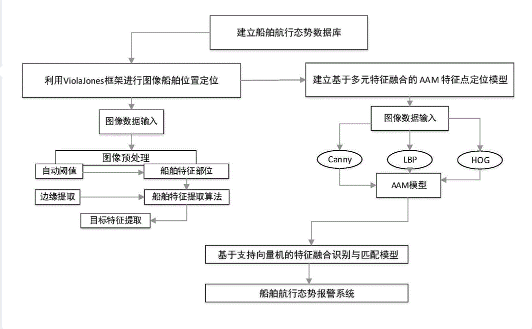 建立船舶航行态势数据库
利用ViolaJones框架进行图像船舶位置定位
建立基于多元特征融合的 AAM 特征点定位模型
图像数据输入
图像数据输入
图像预处理
Canny
LBP
HOG
自动阈值
船舶特征部位
AAM模型
边缘提取
船舶特征提取算法
目标特征提取
基于支持向量机的特征融合识别与匹配模型
船舶航行态势报警系统